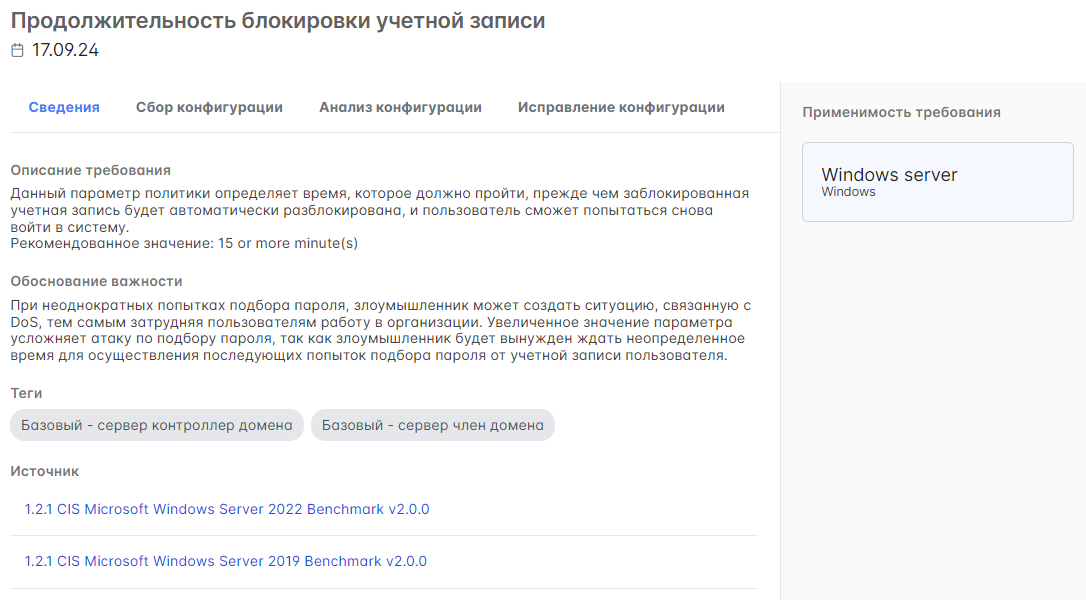 Продолжительность блокировки учетной записи
17.09.24
Сведения
Сбор конфигурации
Анализ конфигурации
Исправление конфигурации
Описание требования
Данный параметр политики определяет время, которое должно пройти, прежде чем заблокированная
учетная запись будет автоматически разблокирована, и пользователь сможет попытаться снова
войти в систему.
Рекомендованное значение: 15 or more minute(s)
Обоснование важности
При неоднократных попытках подбора пароля, злоумышленник может создать ситуацию, связанную с
DoS, тем самым затрудняя пользователям работу в организации. Увеличенное значение параметра
усложняет атаку по подбору пароля, так как злоумышленник будет вынужден ждать неопределенное
время для осуществления последующих попыток подбора пароля от учетной записи пользователя.
Теги
Базовый - сервер контроллер домена
Базовый - сервер член домена
Источник
1.2.1 CIS Microsoft Windows Server 2022 Benchmark v2.0.0
1.2.1 CIS Microsoft Windows Server 2019 Benchmark v2.0.0
Применимость требования
Windows server
Windows